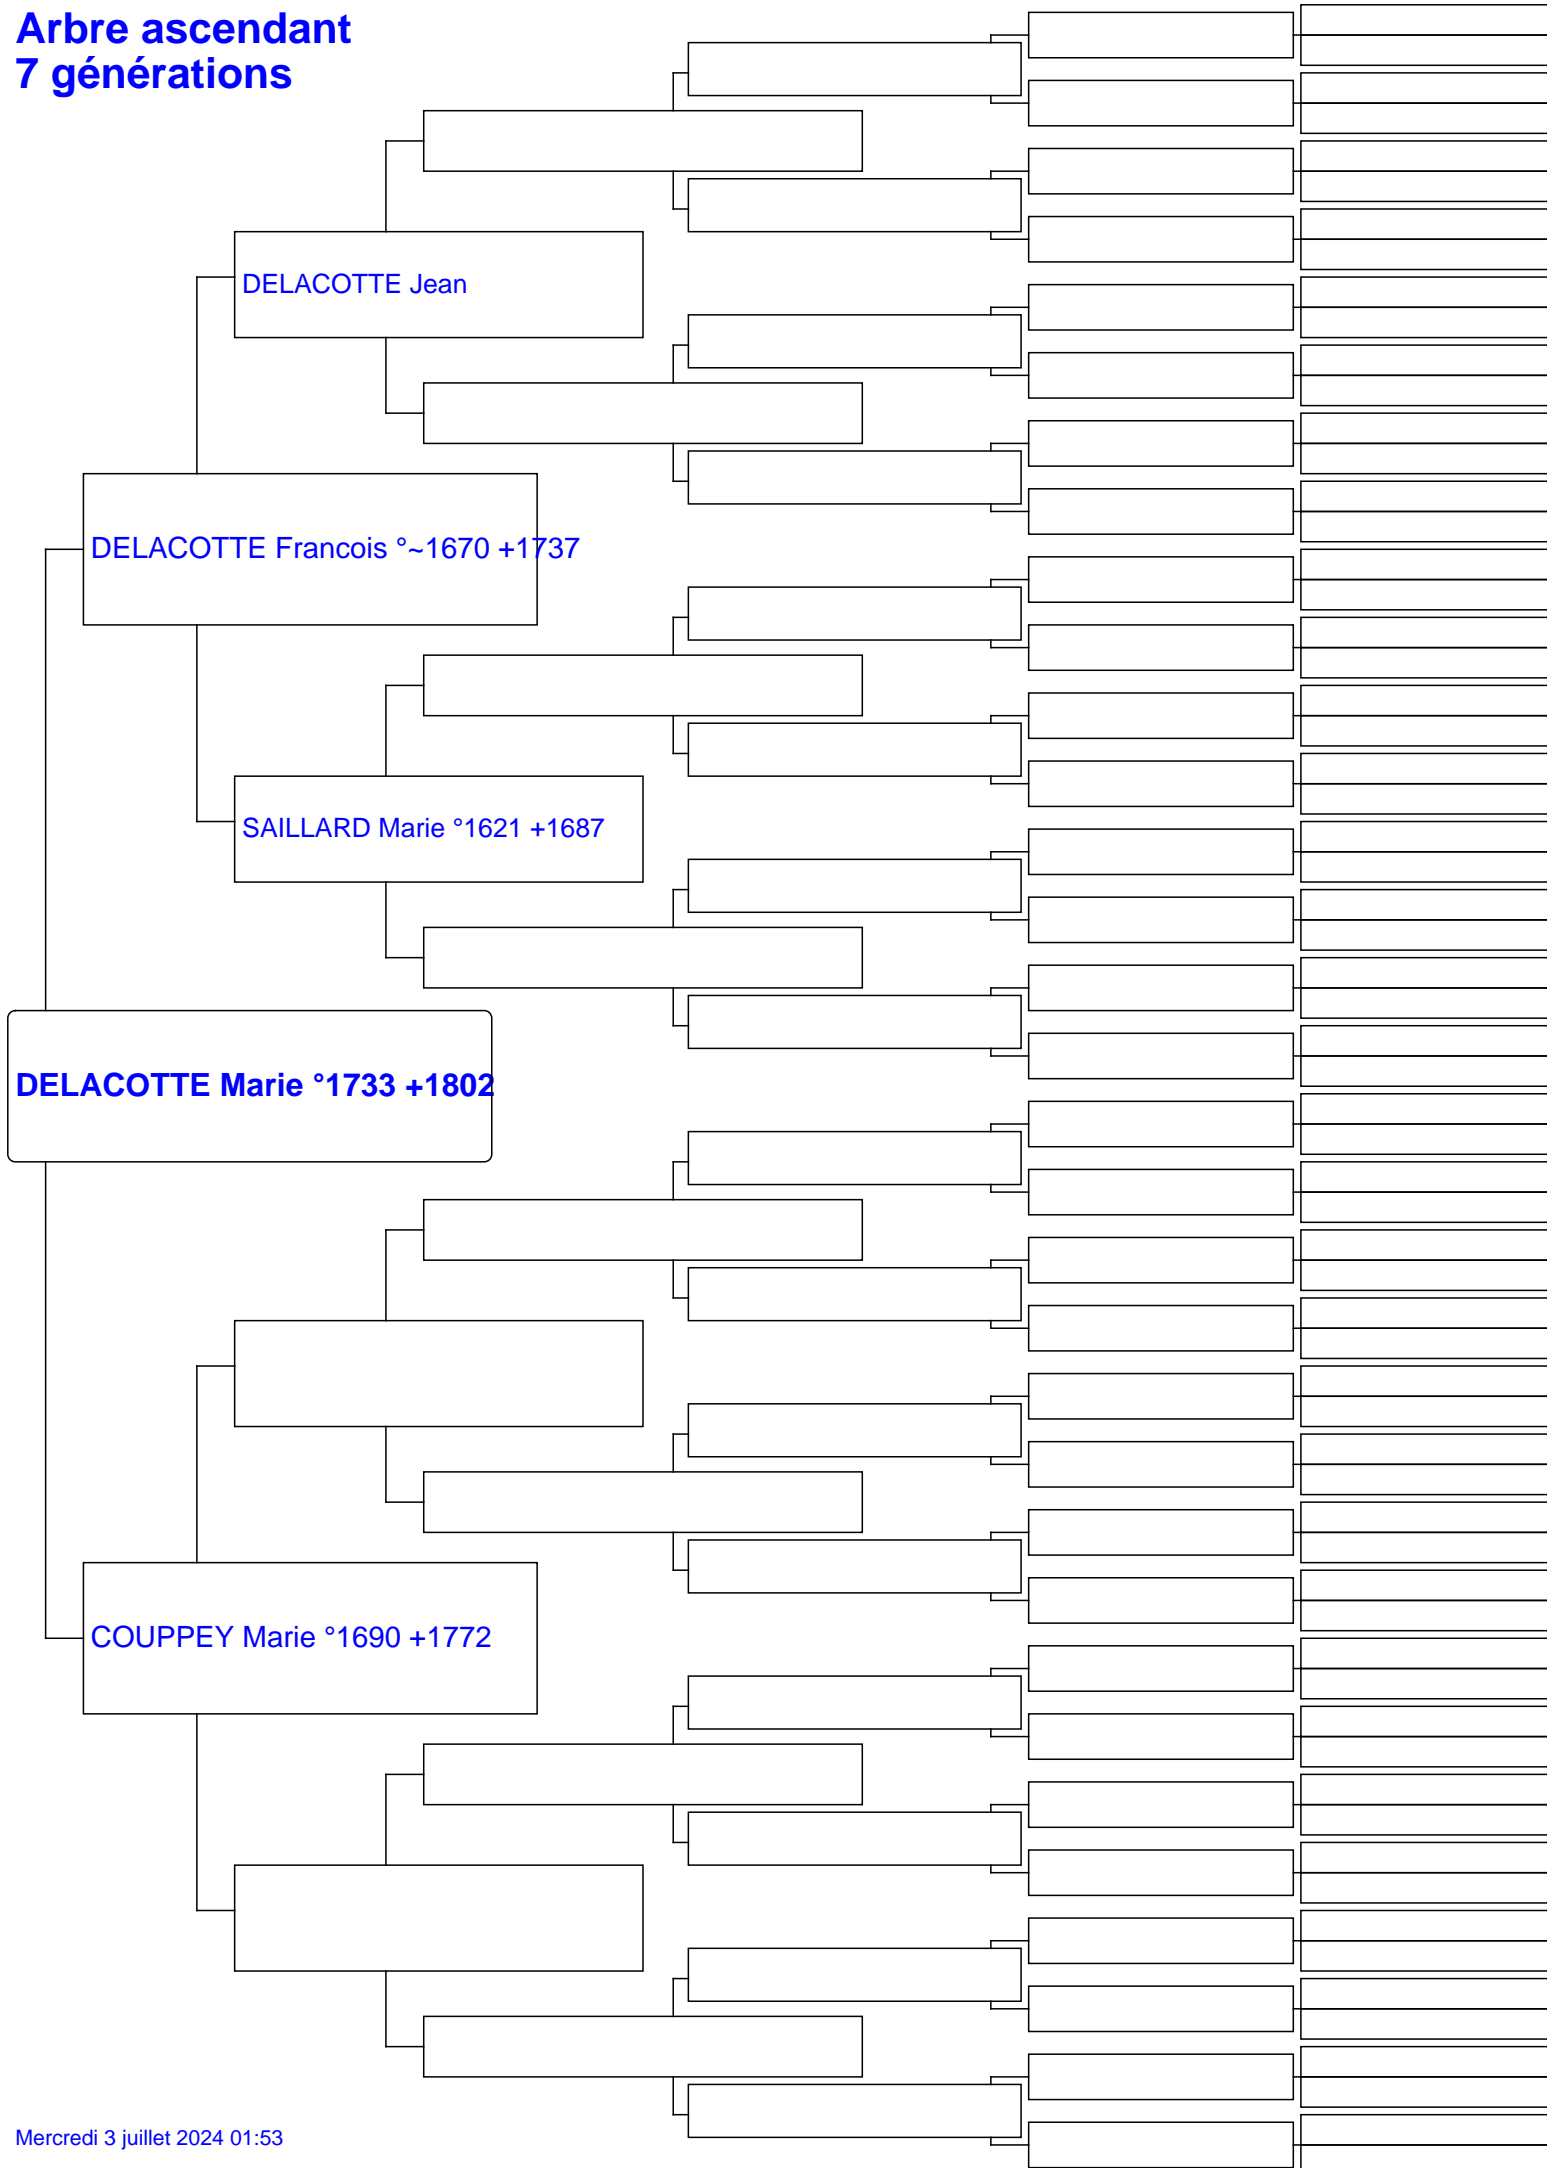 Arbre ascendant
7 générations
DELACOTTE Jean
DELACOTTE Francois °~1670 +1737
SAILLARD Marie °1621 +1687
DELACOTTE Marie °1733 +1802
COUPPEY Marie °1690 +1772
Mercredi 3 juillet 2024 01:53